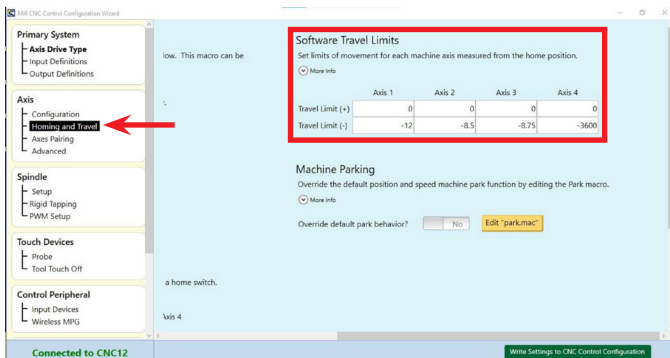 Mill CNC Control Configuration Wizard
Primary System
Axis Drive Type
Input Definitions
Output Definitions
Axis
Configuration
Homing and Travel
Axes Pairing
Advanced
Spindle
Setup
Rigid Tapping
PWM Setup
Touch Devices
Probe
Tool Touch Off
Control Peripheral
Input Devices
Wireless MPG
Connected to CNC12
low. This macro can be
a home switch.
Axis 4
Software Travel Limits
Set limits of movement for each machine axis measured from the home position.
More Info
Axis 1 Axis 2 Axis 3 Axis 4
Travel Limit (+) 0 0 0 0
Travel Limit (-) -12 -8.5 -8.75 -3600
Machine Parking
Override the default position and speed machine park function by editing the Park macro.
More Info
Override default park behavior? No Edit "park.mac"
Write Settings to CNC Control Configuration